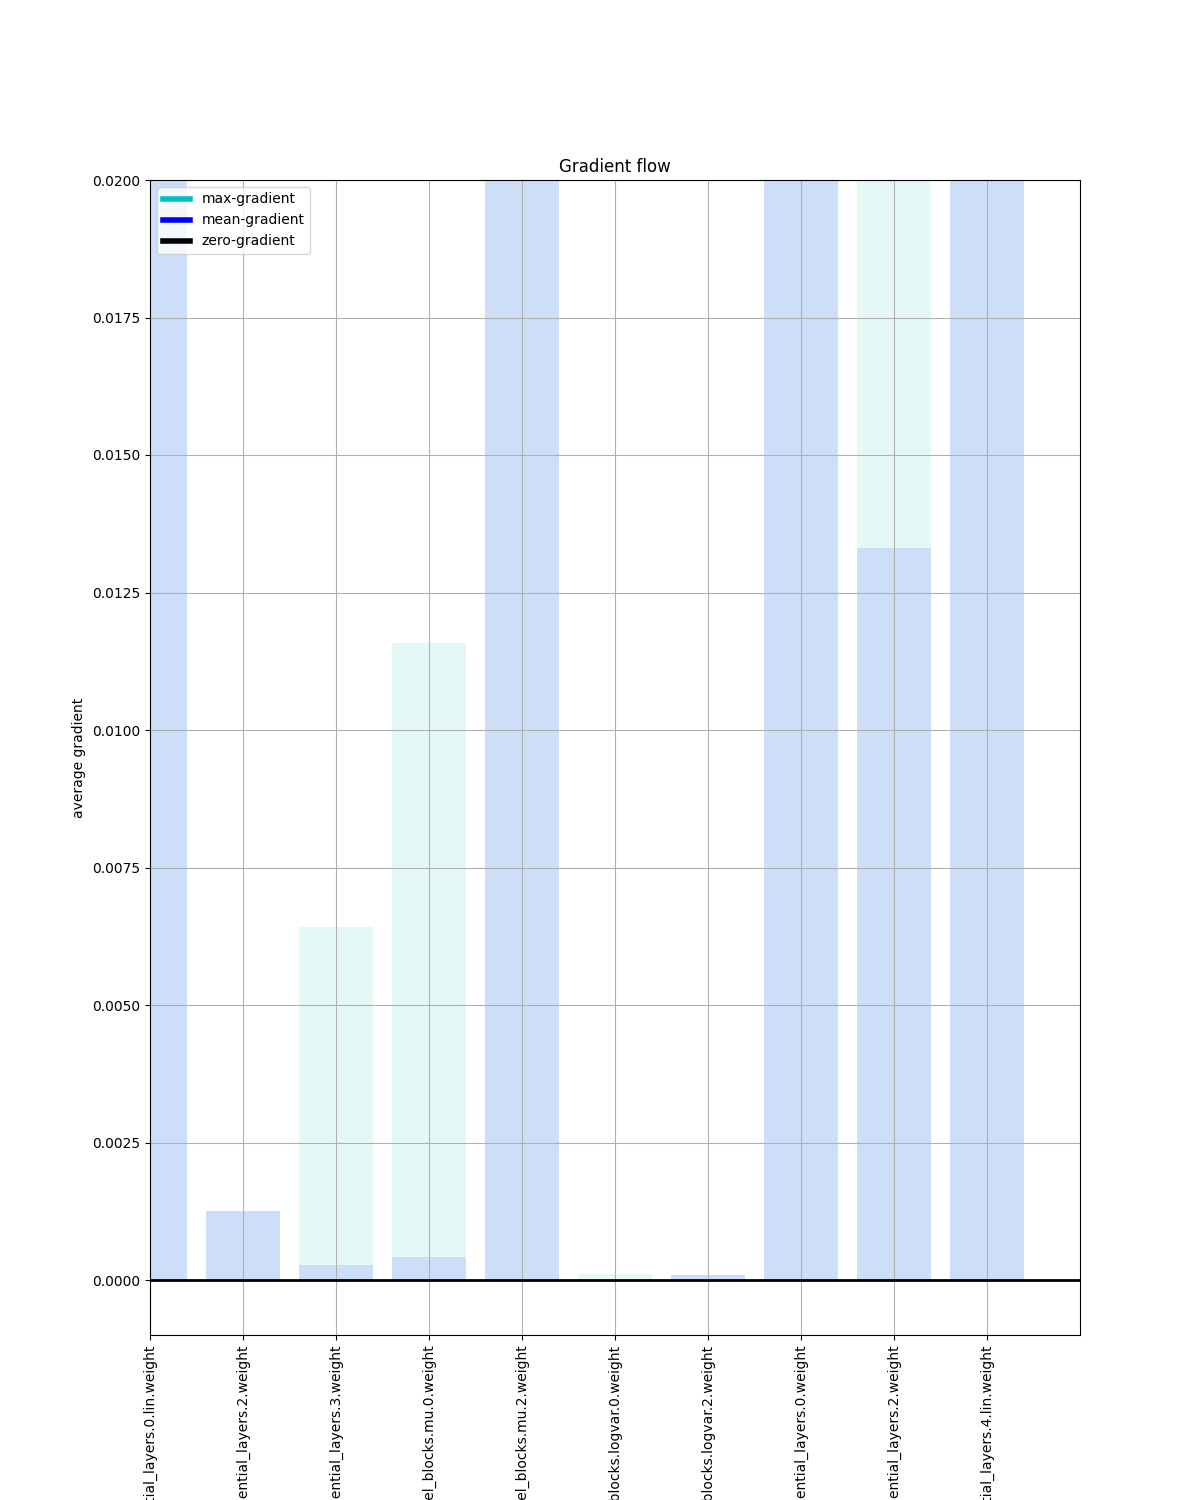 Gradient flow
max-gradient
mean-gradient
zero-gradient
0.0200
0.0175
0.0150
0.0125
0.0100
0.0075
0.0050
0.0025
0.0000
average gradient
tial_layers.0.lin.weight
ential_layers.2.weight
ential_layers.3.weight
el_blocks.mu.0.weight
el_blocks.mu.2.weight
blocks.logvar.0.weight
blocks.logvar.2.weight
ential_layers.0.weight
ential_layers.2.weight
tial_layers.4.lin.weight